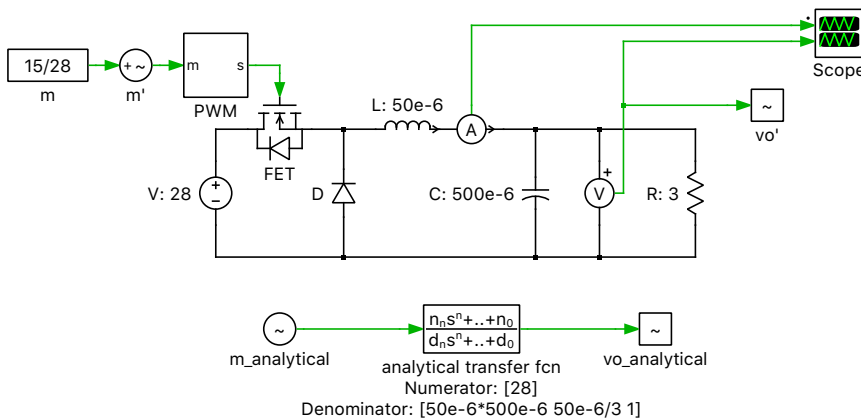 15/28
m
+ ~
m'
m
s
PWM
FET
L: 50e-6
A
Scope
~
vo'
V: 28
+
−
D
C: 500e-6
+
V
R: 3
~
m_analytical
nₙsⁿ+..+n₀
dₙsⁿ+..+d₀
analytical transfer fcn
Numerator: [28]
Denominator: [50e-6*500e-6 50e-6/3 1]
~
vo_analytical